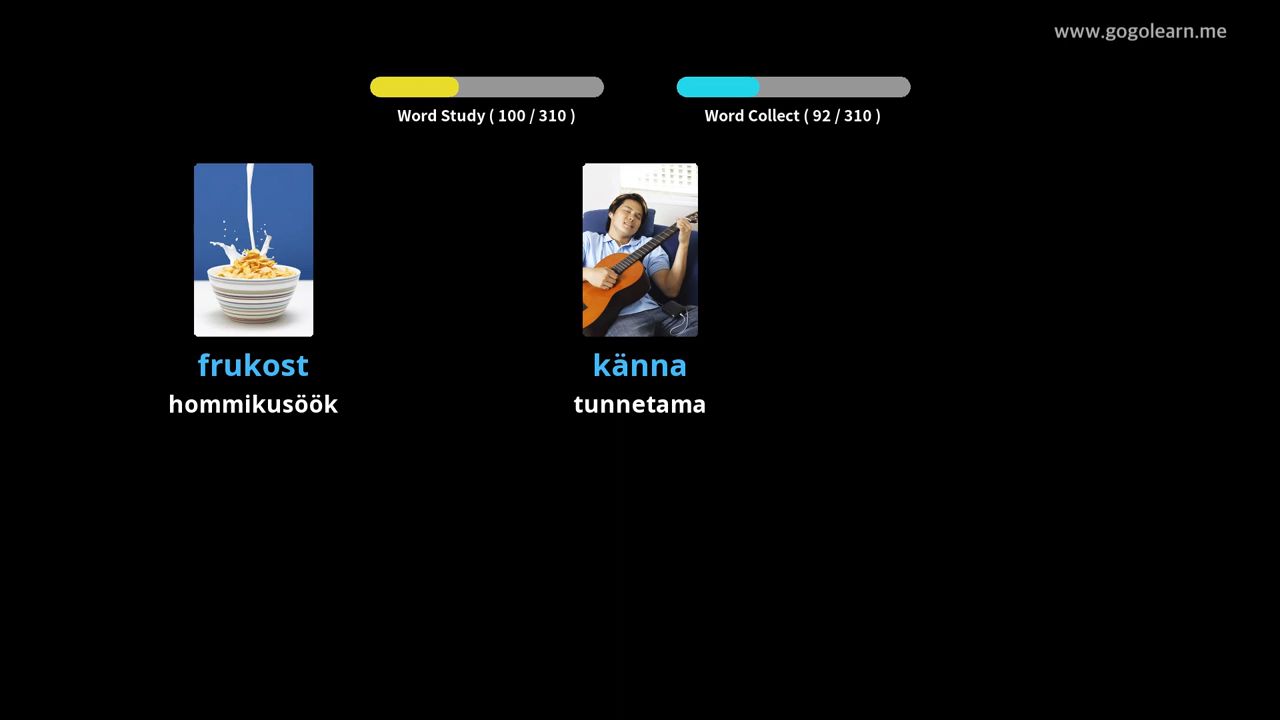 www.gogolearn.me
Word Study ( 100 / 310 )
Word Collect ( 92 / 310 )
frukost
hommikusöök
känna
tunnetama